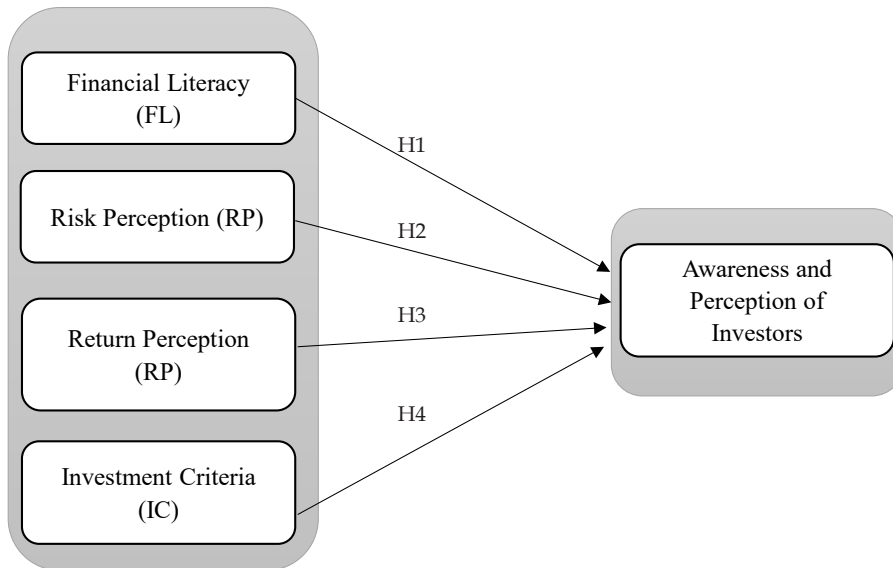 Financial Literacy
(FL)
H1
Risk Perception (RP)
H2
Awareness and
Perception of
Investors
H3
Return Perception
(RP)
H4
Investment Criteria
(IC)